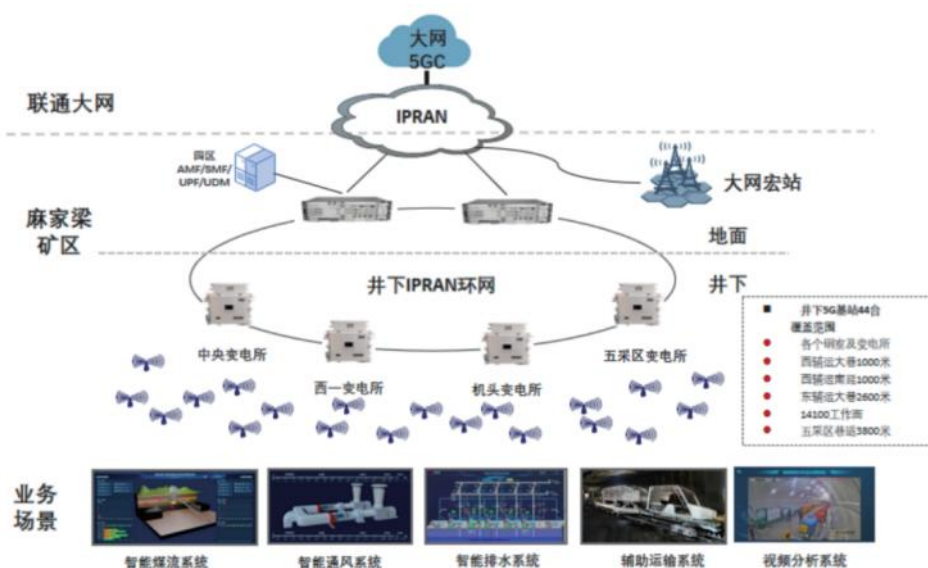 大网
5GC
联通大网
IPRAN
园区
AMF/SMF/
UPF/UDM
大网宏站
麻家梁
矿区
地面
井下IPRAN环网
井下
中央变电所
西一变电所
机头变电所
五采区变电所
井下5G基站44台
覆盖范围
各个硐室及变电所
西辅运大巷1000米
西辅运南巷1000米
东辅运大巷2600米
14100工作面
五采区巷运3800米
业务
场景
智能煤流系统
智能通风系统
智能排水系统
辅助运输系统
视频分析系统